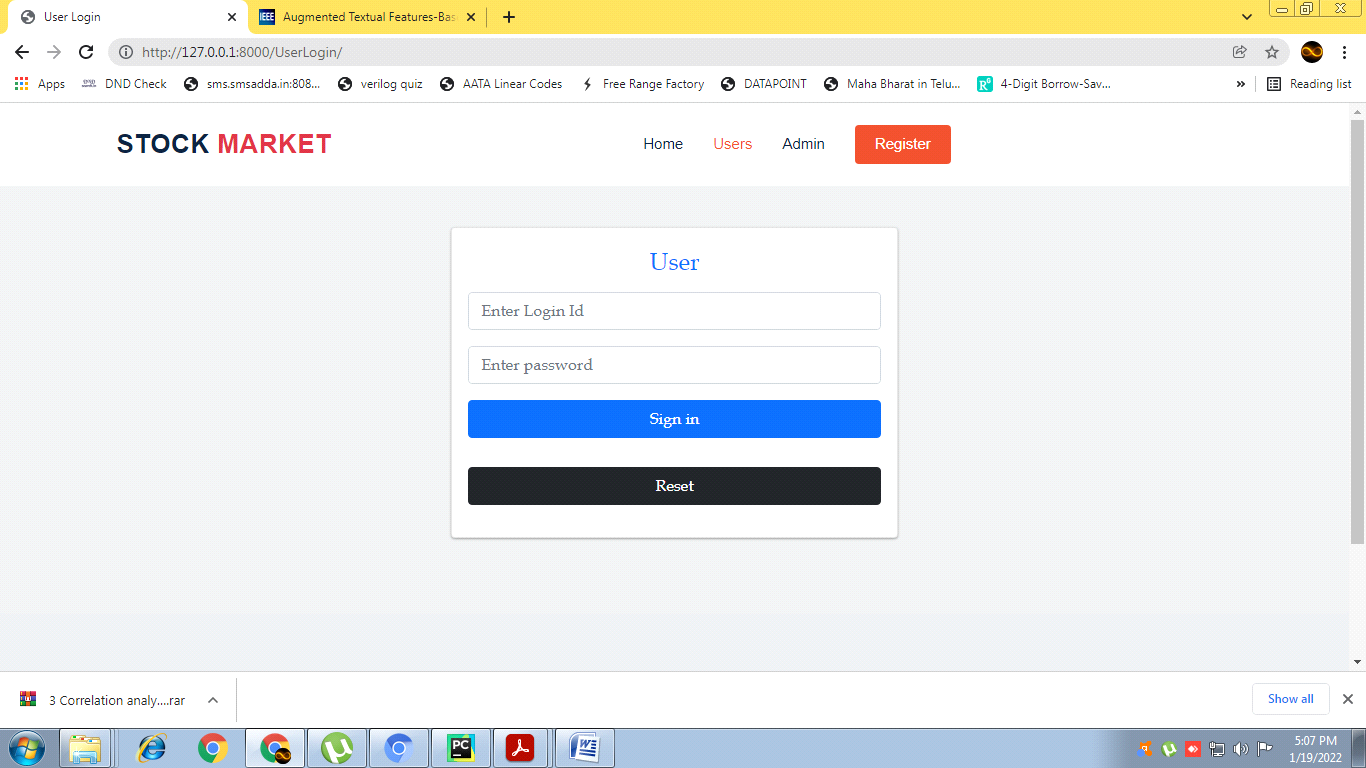 User Login
IEEE Augmented Textual Features-Bas
http://127.0.0.1:8000/UserLogin/
Apps DND Check sms.smsadda.in:808... verilog quiz AATA Linear Codes Free Range Factory DATAPOINT Maha Bharat in Telu... R 4-Digit Borrow-Sav... » Reading list
STOCK MARKET Home Users Admin Register
User
Enter Login Id
Enter password
Sign in
Reset
3 Correlation analy....rar Show all
PC
W
5:07 PM
1/19/2022